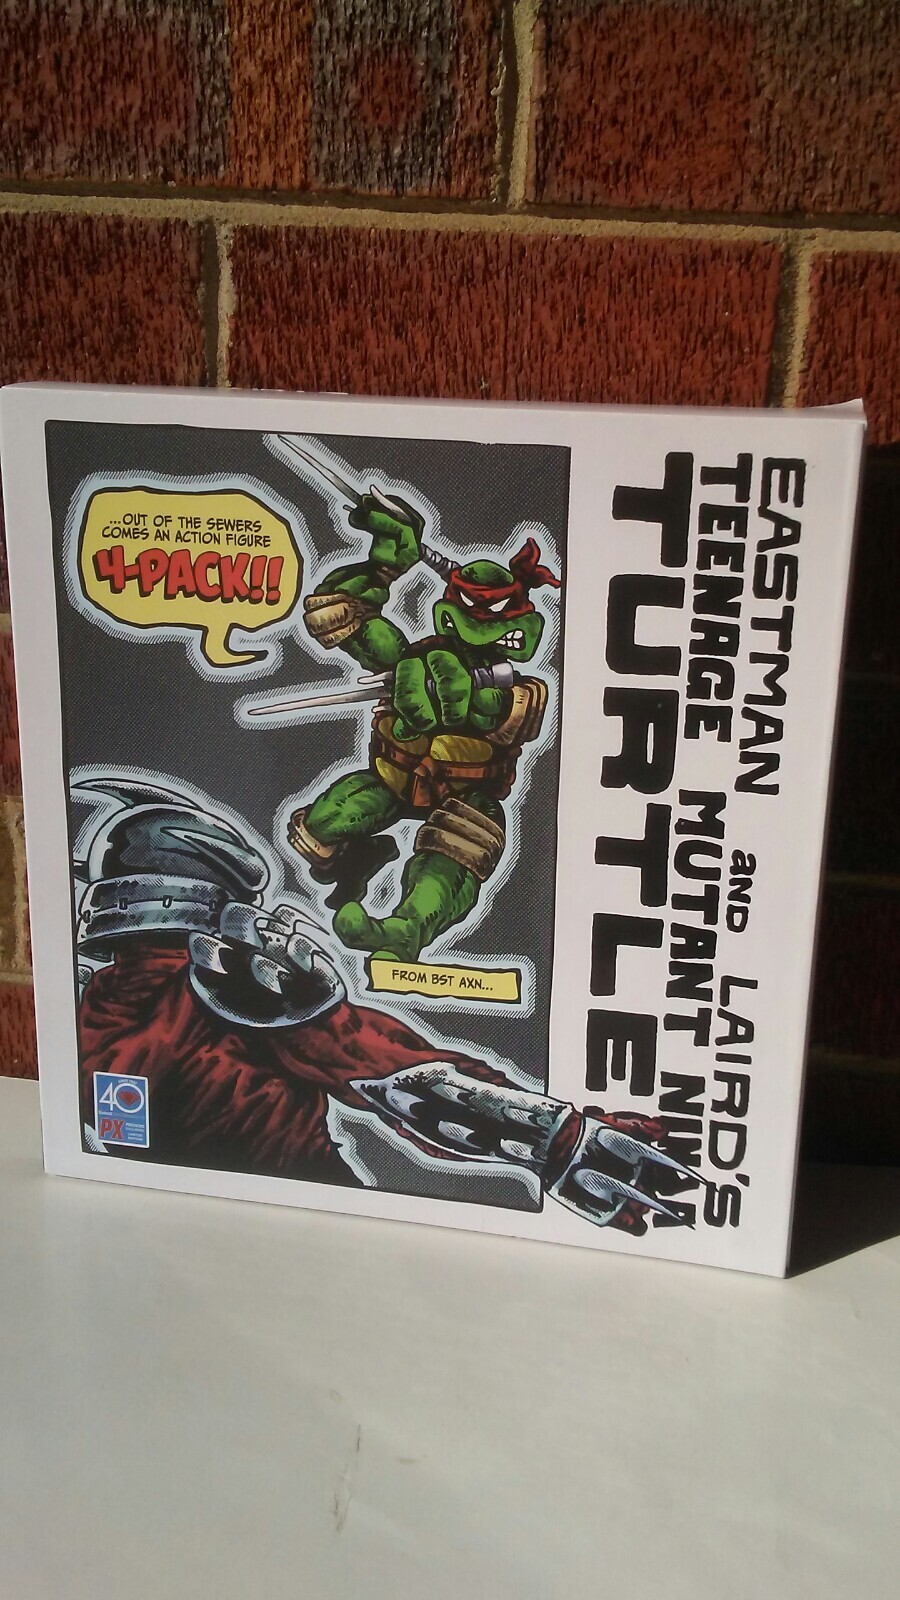 EASTMAN AND LAIRD'S
TEENAGE MUTANT NINJA
TURTLE
...OUT OF THE SEWERS
COMES AN ACTION FIGURE
4-PACK!!
FROM BST AXN...
40
PX